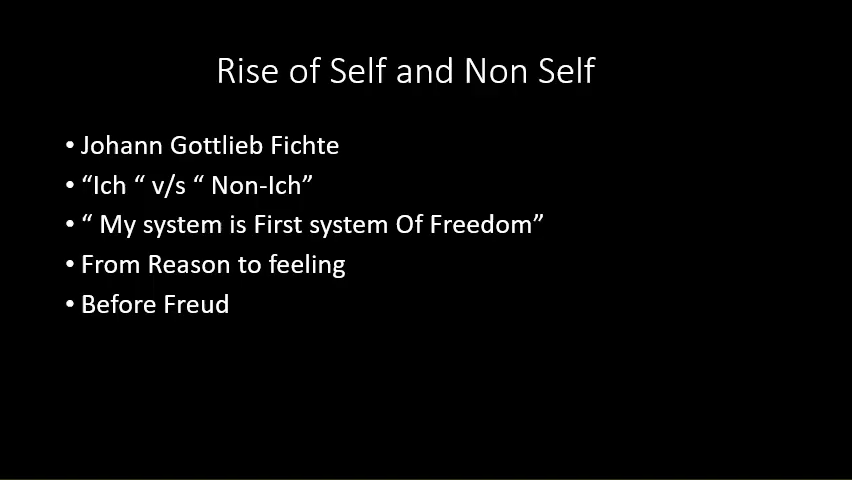 Rise of Self and Non Self
• Johann Gottlieb Fichte
• “Ich “ v/s “ Non-Ich”
• “ My system is First system Of Freedom”
• From Reason to feeling
• Before Freud